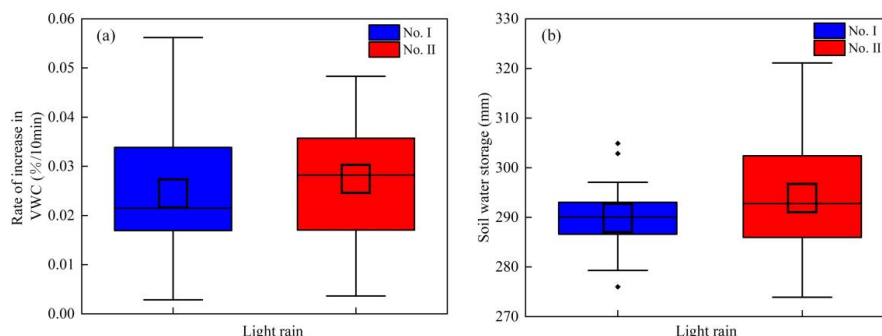 (a)
No. I
No. II
Rate of increase in
VWC (%/10min)
0.06
0.05
0.04
0.03
0.02
0.01
0.00
Light rain
(b)
No. I
No. II
Soil water storage (mm)
330
320
310
300
290
280
270
Light rain